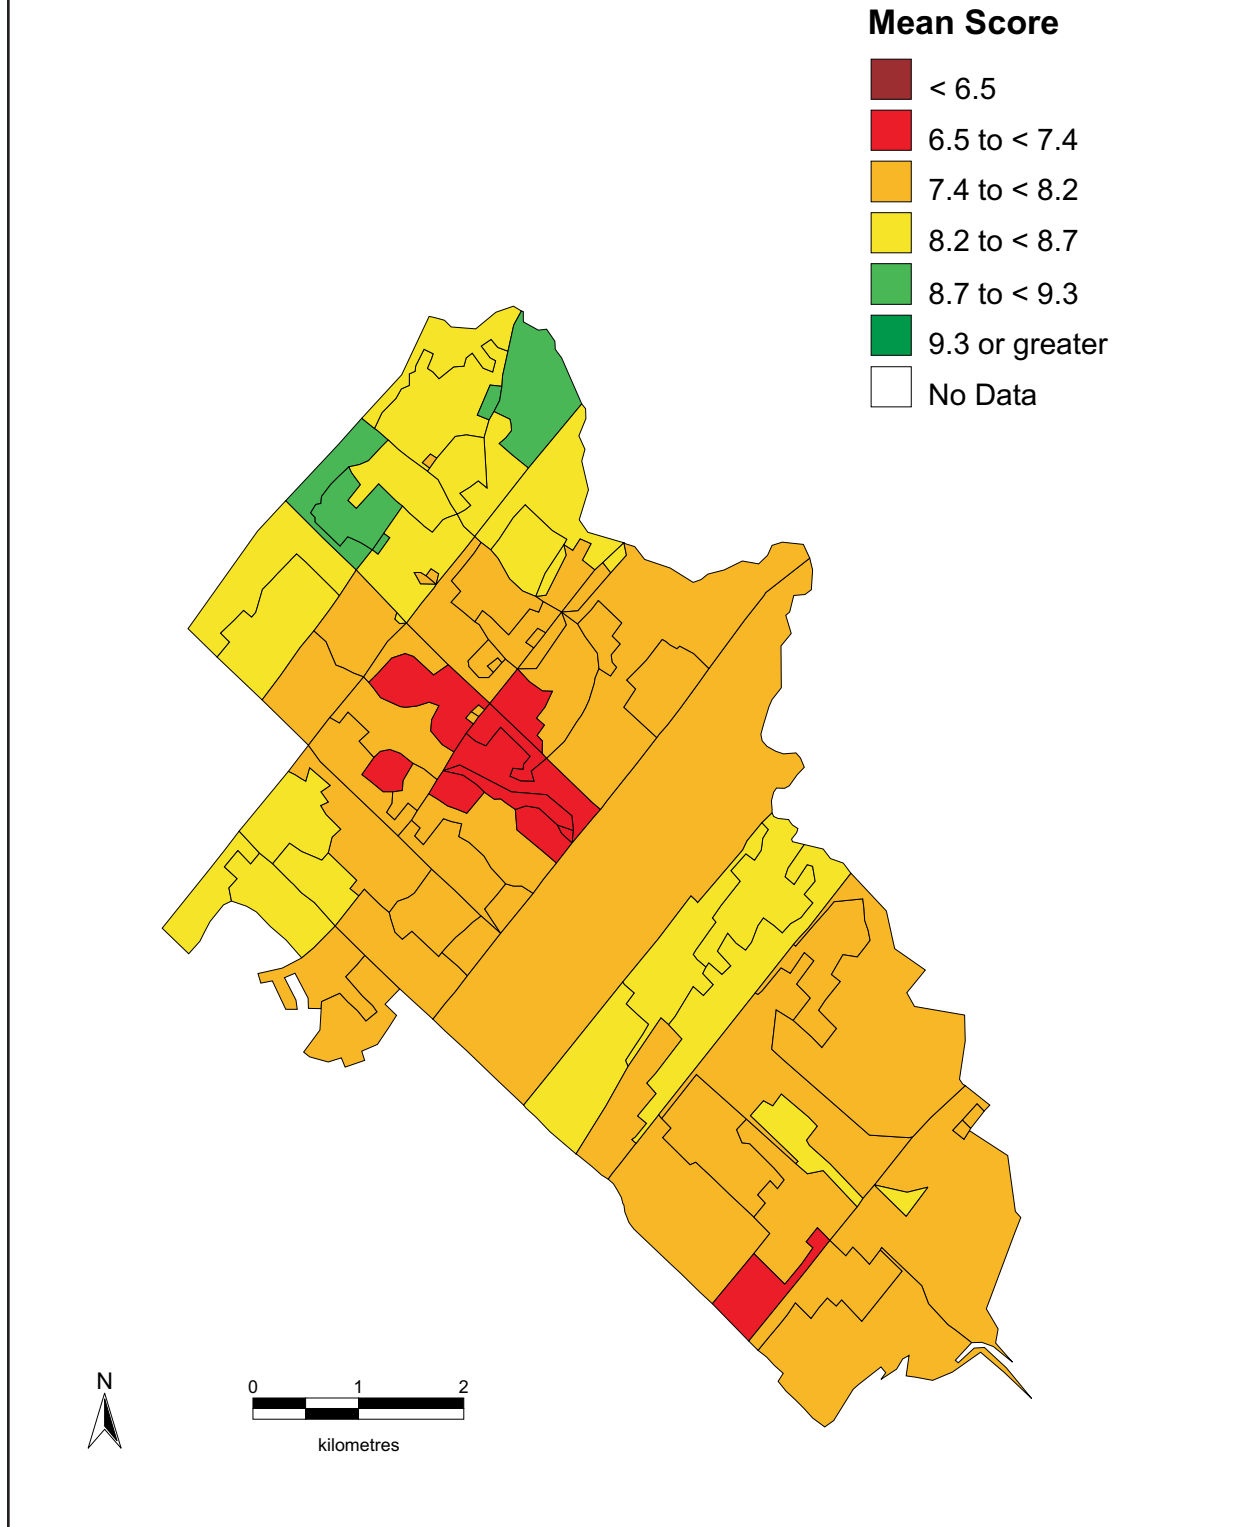 Mean Score
< 6.5
6.5 to < 7.4
7.4 to < 8.2
8.2 to < 8.7
8.7 to < 9.3
9.3 or greater
No Data
N
0 1 2
kilometres